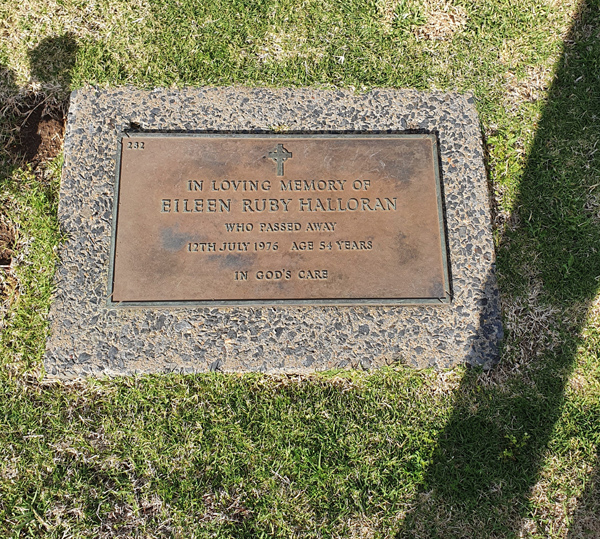 232
IN LOVING MEMORY OF
EILEEN RUBY HALLORAN
WHO PASSED AWAY
12TH JULY 1976 AGE 54 YEARS
IN GOD'S CARE